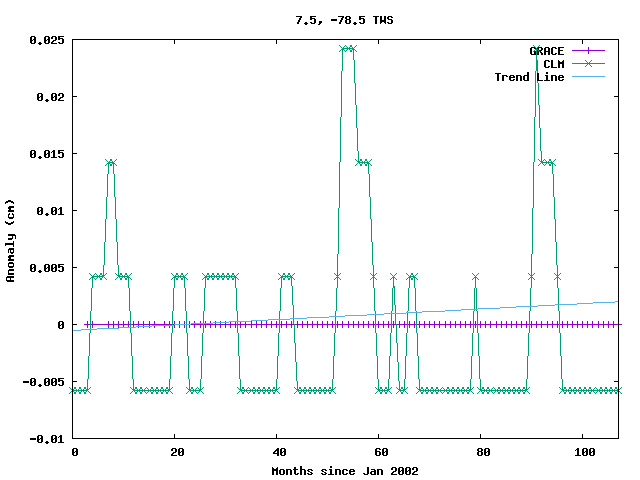 7.5, -78.5 TWS
0.025
0.02
0.015
0.01
0.005
0
-0.005
-0.01
Anomaly (cm)
GRACE
CLM
Trend Line
0 20 40 60 80 100
Months since Jan 2002